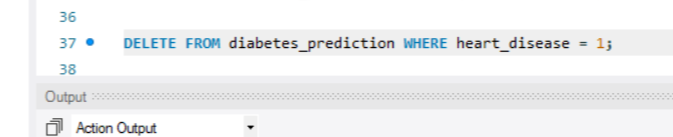 36
37 DELETE FROM diabetes_prediction WHERE heart_disease = 1;
38
Output
Action Output